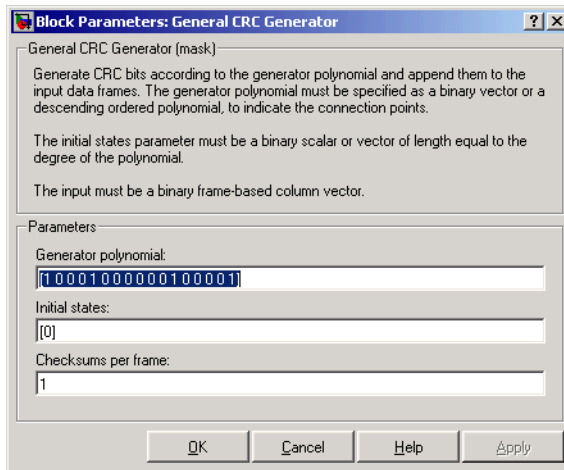 Block Parameters: General CRC Generator
General CRC Generator (mask)
Generate CRC bits according to the generator polynomial and append them to the
input data frames. The generator polynomial must be specified as a binary vector or a
descending ordered polynomial, to indicate the connection points.
The initial states parameter must be a binary scalar or vector of length equal to the
degree of the polynomial.
The input must be a binary frame-based column vector.
Parameters
Generator polynomial:
[1 0 0 0 1 0 0 0 0 0 0 1 0 0 0 0 1]
Initial states:
[0]
Checksums per frame:
1
OK Cancel Help Apply